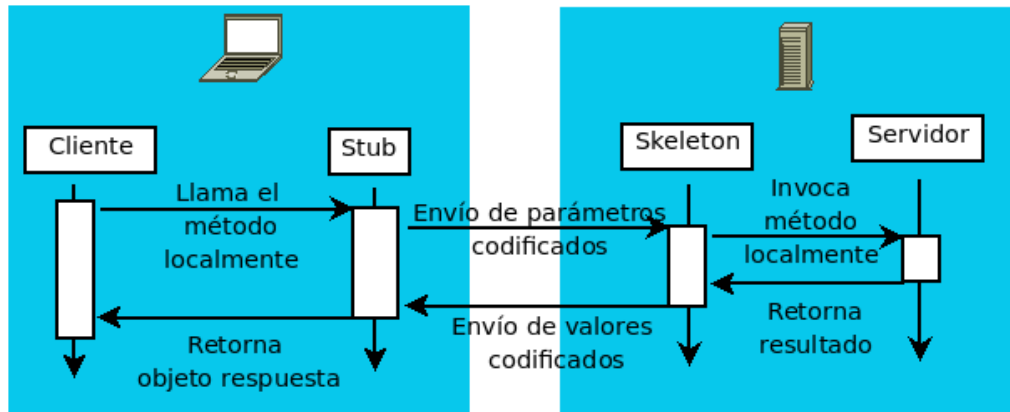 Cliente
Stub
Skeleton
Servidor
Llama el
método
localmente
Envío de parámetros
codificados
Invoca
método
localmente
Retorna
objeto respuesta
Envío de valores
codificados
Retorna
resultado